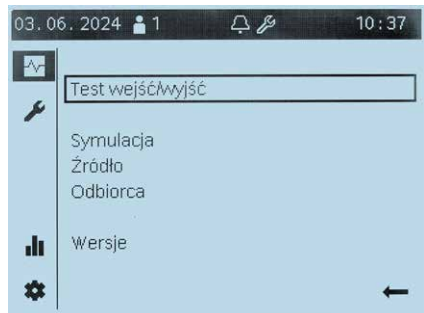 03. 06. 2024 1 10:37
Test wejść/wyjść
Symulacja
Źródło
Odbiorca
Wersje